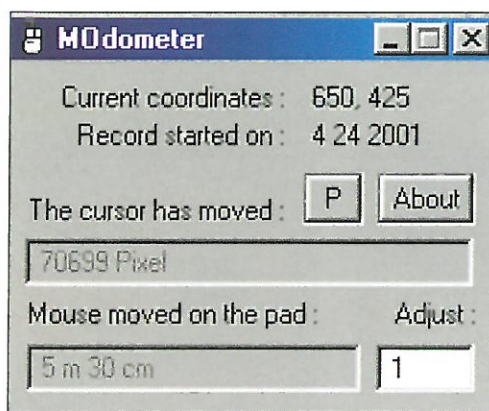 MOdometer
Current coordinates : 650, 425
Record started on : 4 24 2001
The cursor has moved : P About
70699 Pixel
Mouse moved on the pad : Adjust :
5 m 30 cm 1